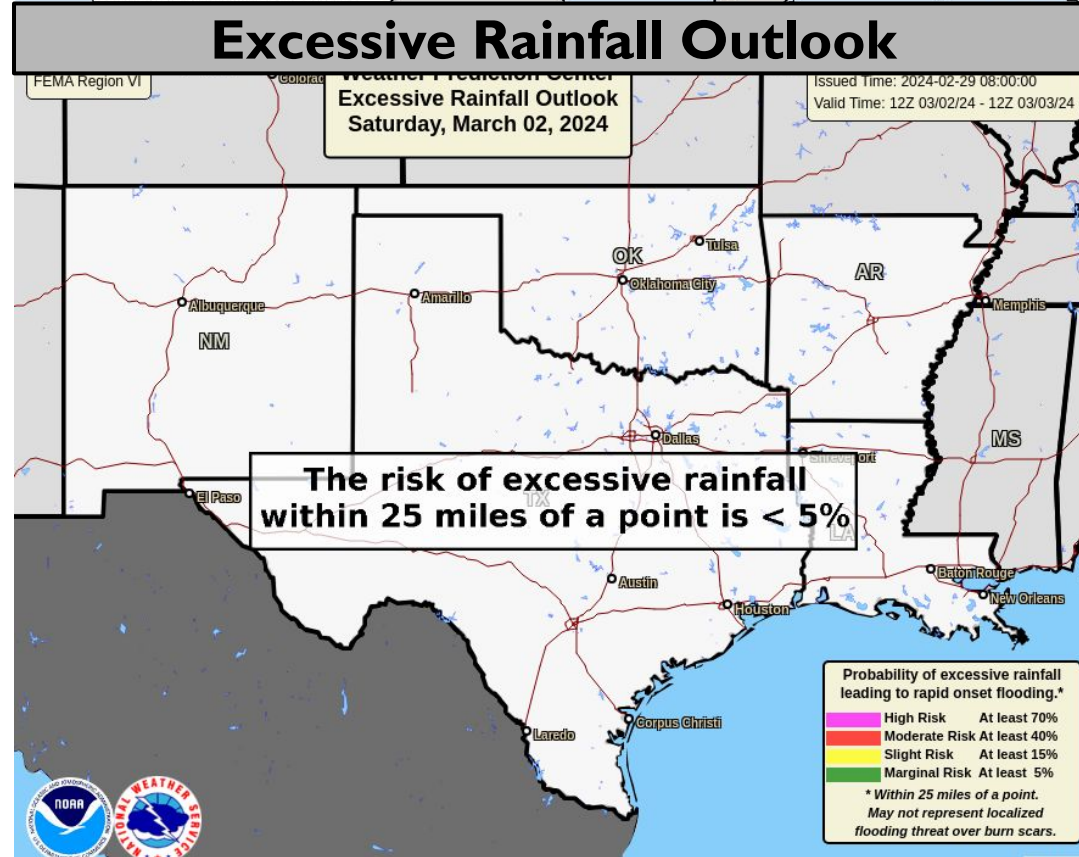 Excessive Rainfall Outlook
FEMA Region VI
Weather Prediction Center
Excessive Rainfall Outlook
Saturday, March 02, 2024
Issued Time: 2024-02-29 08:00:00
Valid Time: 12Z 03/02/24 - 12Z 03/03/24
Colorad
Tulsa
OK
Oklahoma City
AR
Albuquerque
Amarillo
Memphis
NM
Dallas
MS
Shreveport
The risk of excessive rainfall
within 25 miles of a point is < 5%
El Paso
TX
LA
Austin
Baton Rouge
New Orleans
Houston
Corpus Christi
Laredo
Probability of excessive rainfall
leading to rapid onset flooding.*
High Risk At least 70%
Moderate Risk At least 40%
Slight Risk At least 15%
Marginal Risk At least 5%
* Within 25 miles of a point.
May not represent localized
flooding threat over burn scars.
NOAA
NATIONAL WEATHER SERVICE